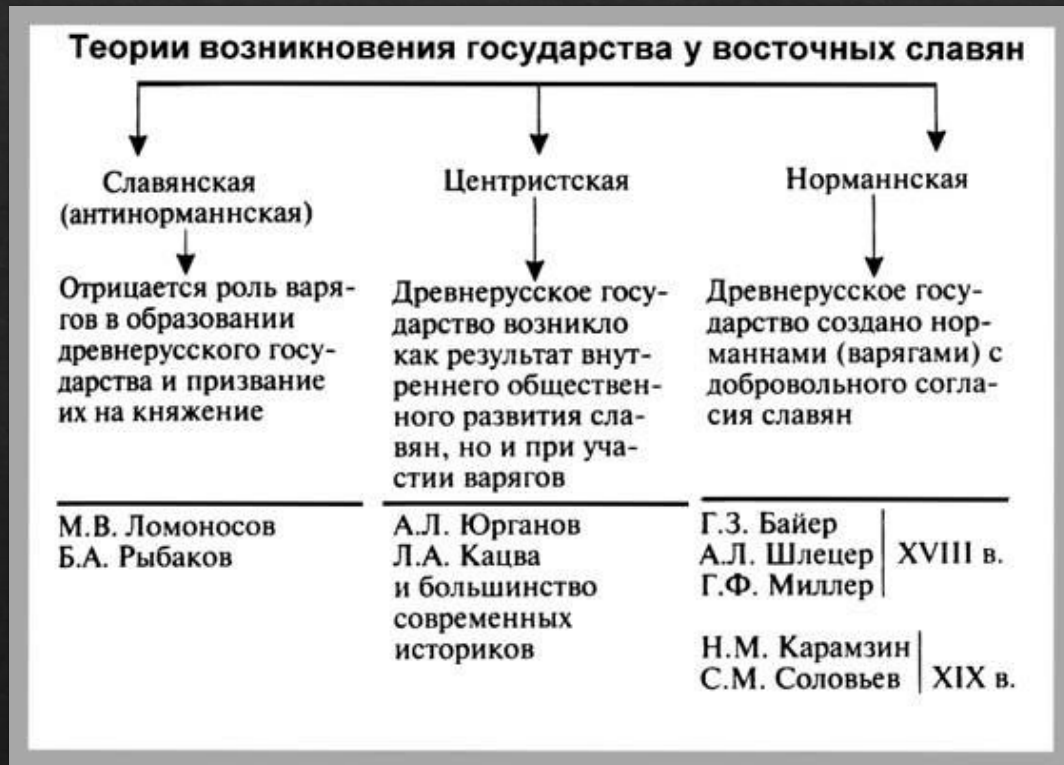 Теории возникновения государства у восточных славян
Славянская
(антинорманнская)
Отрицается роль варя-
гов в образовании
древнерусского госу-
дарства и призвание
их на княжение
М.В. Ломоносов
Б.А. Рыбаков
Центристская
Древнерусское госу-
дарство возникло
как результат внут-
реннего обществен-
ного развития сла-
вян, но и при уча-
стии варягов
А.Л. Юрганов
Л.А. Кацва
и большинство
современных
историков
Норманнская
Древнерусское госу-
дарство создано нор-
маннами (варягами) с
добровольного согла-
сия славян
Г.З. Байер
А.Л. Шлецер
Г.Ф. Миллер
XVIII в.
Н.М. Карамзин
С.М. Соловьев
XIX в.